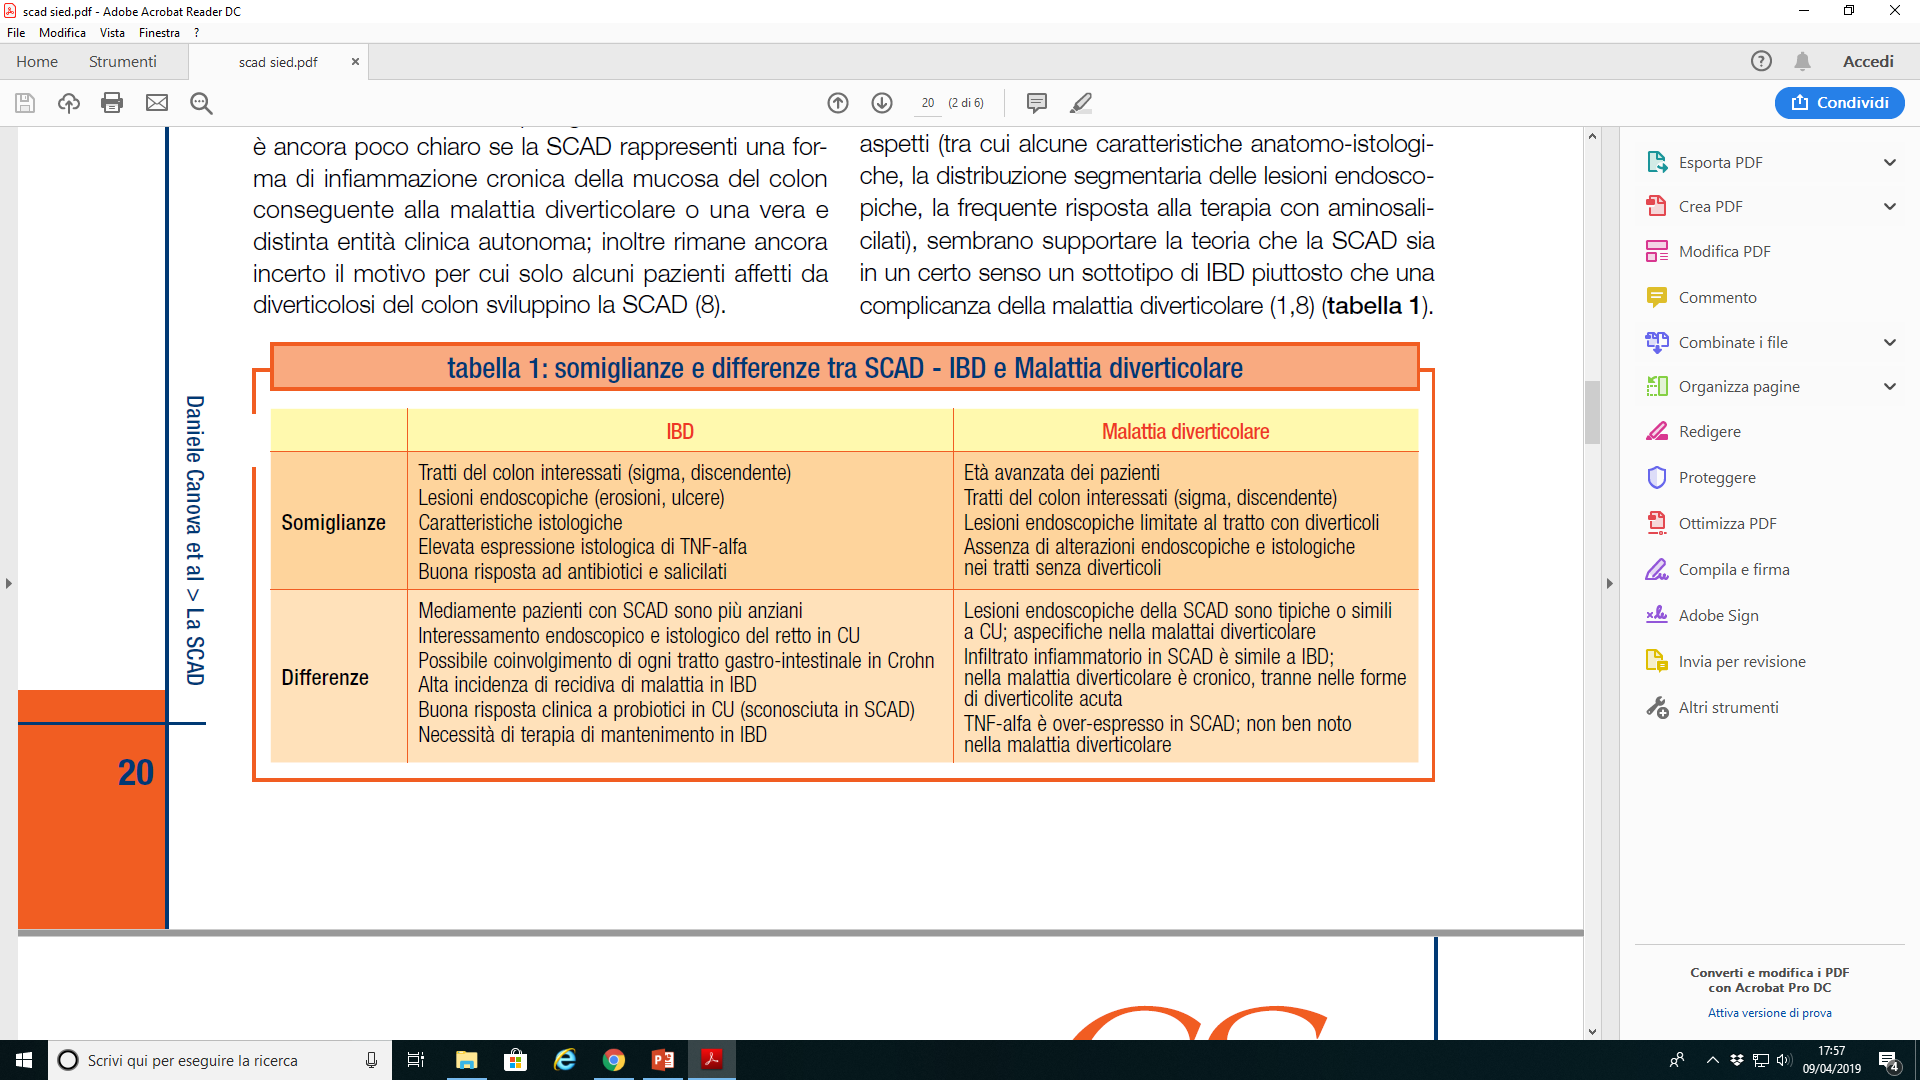 scad sied.pdf - Adobe Acrobat Reader DC
File Modifica Vista Finestra ?
Home Strumenti scad sied.pdf × ? Accedi
20 (2 di 6) Condividi
è ancora poco chiaro se la SCAD rappresenti una for-
ma di infiammazione cronica della mucosa del colon
conseguente alla malattia diverticolare o una vera e
distinta entità clinica autonoma; inoltre rimane ancora
incerto il motivo per cui solo alcuni pazienti affetti da
diverticolosi del colon sviluppino la SCAD (8).
aspetti (tra cui alcune caratteristiche anatomo-istologi-
che, la distribuzione segmentaria delle lesioni endosco-
piche, la frequente risposta alla terapia con aminosali-
cilati), sembrano supportare la teoria che la SCAD sia
in un certo senso un sottotipo di IBD piuttosto che una
complicanza della malattia diverticolare (1,8) (tabella 1).
tabella 1: somiglianze e differenze tra SCAD - IBD e Malattia diverticolare
IBD
Malattia diverticolare
Somiglianze
Tratti del colon interessati (sigma, discendente)
Lesioni endoscopiche (erosioni, ulcere)
Caratteristiche istologiche
Elevata espressione istologica di TNF-alfa
Buona risposta ad antibiotici e salicilati
Età avanzata dei pazienti
Tratti del colon interessati (sigma, discendente)
Lesioni endoscopiche limitate al tratto con diverticoli
Assenza di alterazioni endoscopiche e istologiche
nei tratti senza diverticoli
Differenze
Mediamente pazienti con SCAD sono più anziani
Interessamento endoscopico e istologico del retto in CU
Possibile coinvolgimento di ogni tratto gastro-intestinale in Crohn
Alta incidenza di recidiva di malattia in IBD
Buona risposta clinica a probiotici in CU (sconosciuta in SCAD)
Necessità di terapia di mantenimento in IBD
Lesioni endoscopiche della SCAD sono tipiche o simili
a CU; aspecifiche nella malattai diverticolare
Infiltrato infiammatorio in SCAD è simile a IBD;
nella malattia diverticolare è cronico, tranne nelle forme
di diverticolite acuta
TNF-alfa è over-espresso in SCAD; non ben noto
nella malattia diverticolare
Daniele Canova et al > La SCAD
20
Esporta PDF
Crea PDF
Modifica PDF
Commento
Combinate i file
Organizza pagine
Redigere
Proteggere
Ottimizza PDF
Compila e firma
Adobe Sign
Invia per revisione
Altri strumenti
Converti e modifica i PDF
con Acrobat Pro DC
Attiva versione di prova
Scrivi qui per eseguire la ricerca
17:57
09/04/2019
4